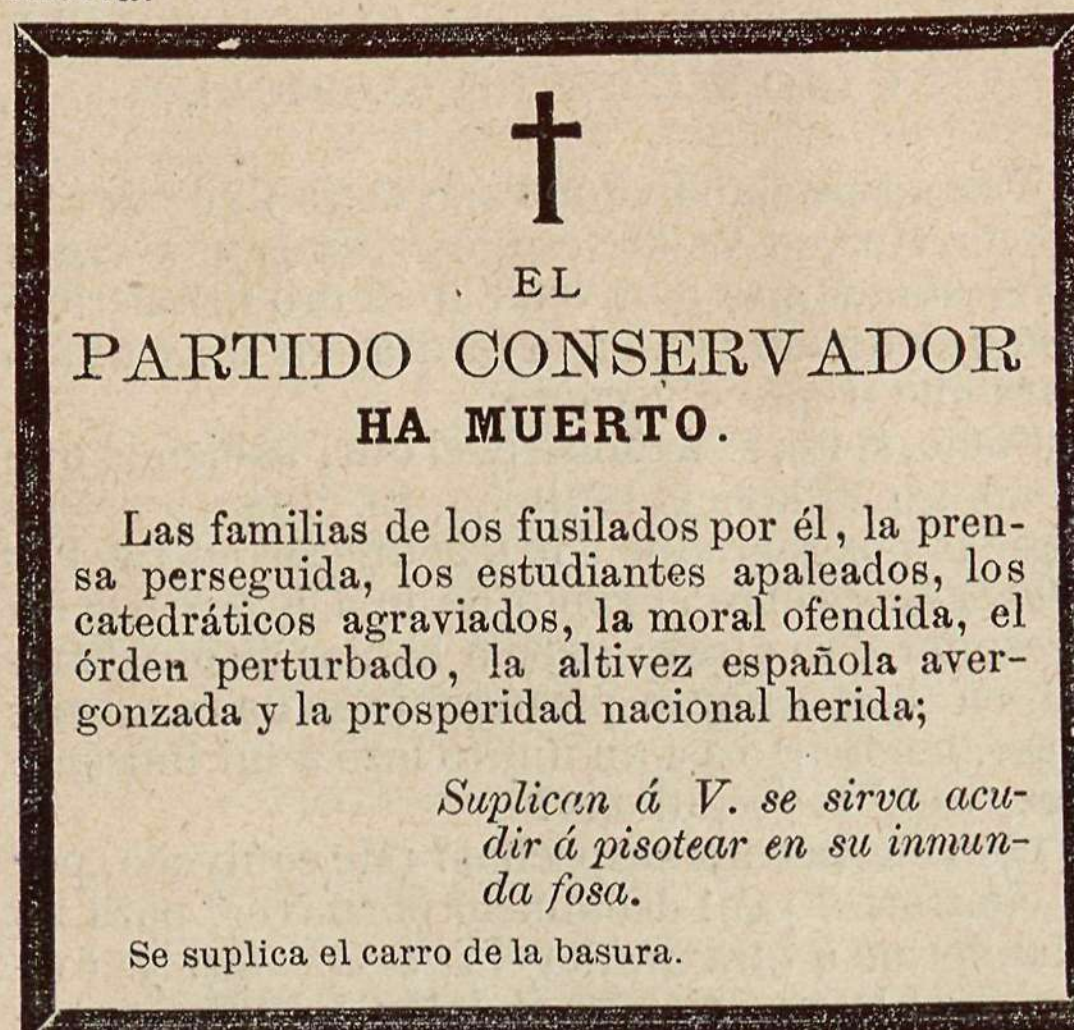 EL
PARTIDO CONSERVADOR
HA MUERTO.
Las familias de los fusilados por él, la pren-
sa perseguida, los estudiantes apaleados, los
catedráticos agraviados, la moral ofendida, el
órden perturbado, la altivez española aver-
gonzada y la prosperidad nacional herida;
Suplican á V. se sirva acu-
dir á pisotear en su inmun-
da fosa.
Se suplica el carro de la basura.